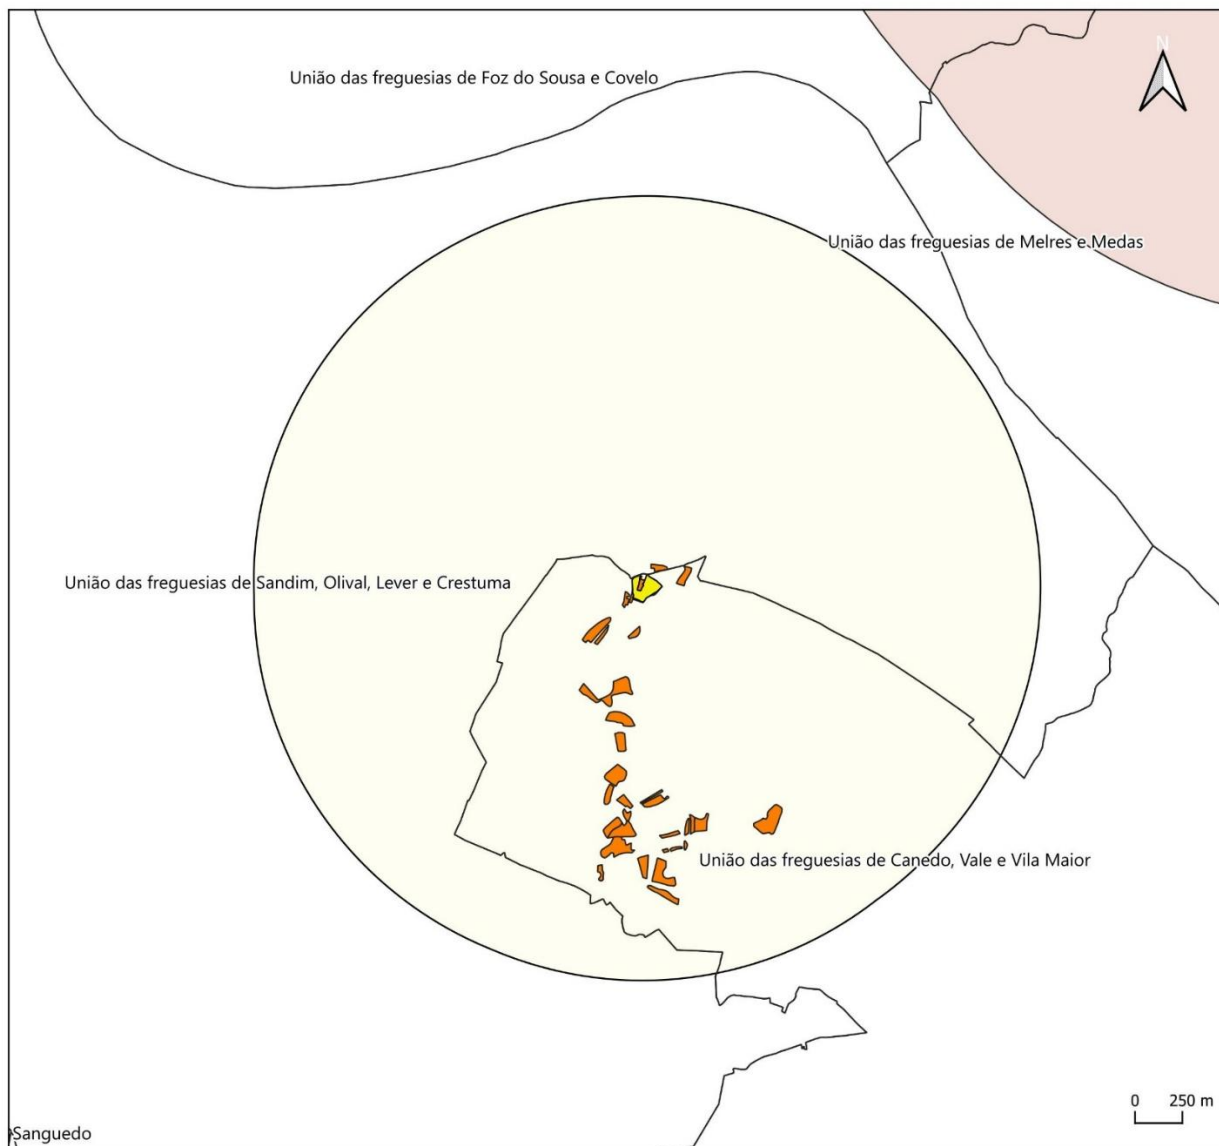 N
União das freguesias de Foz do Sousa e Covelo
União das freguesias de Melres e Medas
União das freguesias de Sandim, Olival, Lever e Crestuma
União das freguesias de Canedo, Vale e Vila Maior
0 250 m
Sanguedo